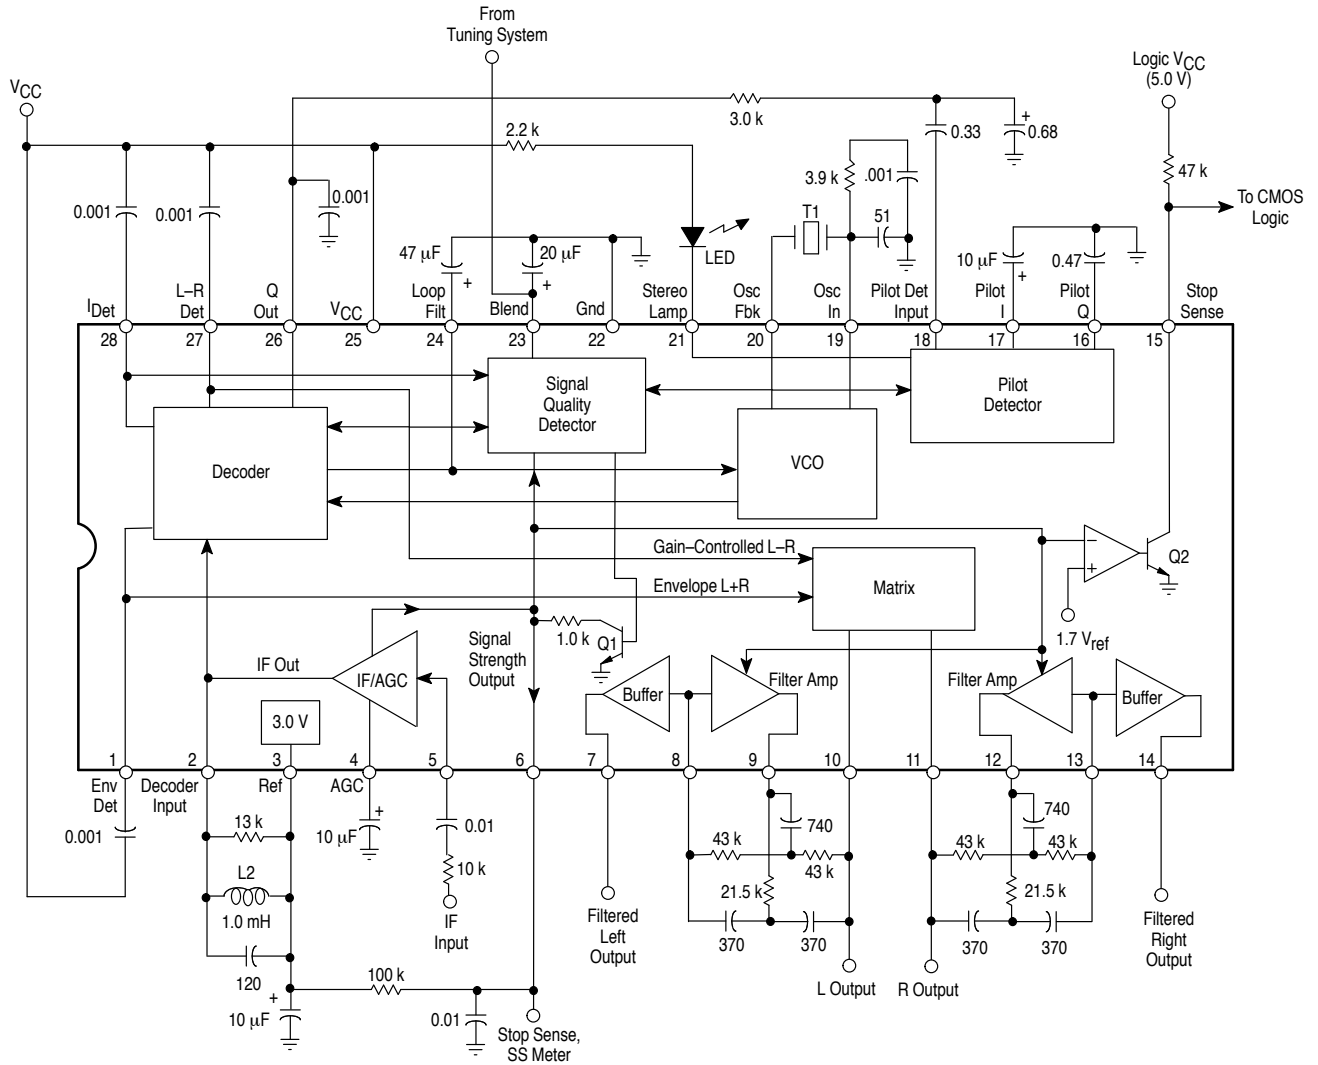 From
Tuning System
VCC
Logic VCC
(5.0 V)
3.0 k
0.33
+
0.68
2.2 k
47 k
To CMOS
Logic
0.001
0.001
0.001
3.9 k
.001
T1
51
LED
47 µF
+
20 µF
+
10 µF
+
0.47
IDet
L–R
Det
Q
Out
VCC
Loop
Filt
Blend
Gnd
Stereo
Lamp
Osc
Fbk
Osc
In
Pilot Det
Input
Pilot
I
Pilot
Q
Stop
Sense
28
27
26
25
24
23
22
21
20
19
18
17
16
15
Signal
Quality
Detector
Pilot
Detector
Decoder
VCO
Gain–Controlled L–R
Envelope L+R
Matrix
–
+
Q2
1.7 Vref
1.0 k
Q1
Signal
Strength
Output
IF Out
IF/AGC
3.0 V
Buffer
Filter Amp
Filter Amp
Buffer
1
2
3
4
5
6
7
8
9
10
11
12
13
14
Env
Det
Decoder
Input
Ref
AGC
0.001
13 k
L2
1.0 mH
120
+
10 µF
+
10 µF
0.01
10 k
IF
Input
100 k
0.01
Stop Sense,
SS Meter
Filtered
Left
Output
740
43 k
43 k
21.5 k
370
370
L Output
R Output
740
43 k
43 k
21.5 k
370
370
Filtered
Right
Output